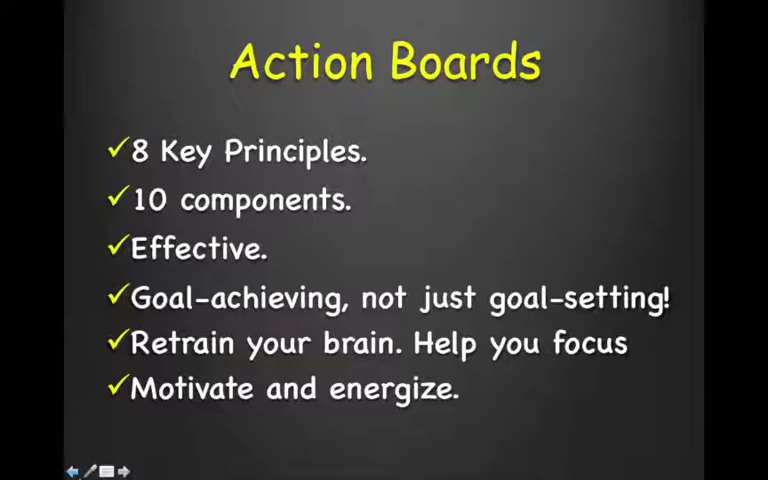 Action Boards
✓8 Key Principles.
✓10 components.
✓Effective.
✓Goal-achieving, not just goal-setting!
✓Retrain your brain. Help you focus
✓Motivate and energize.